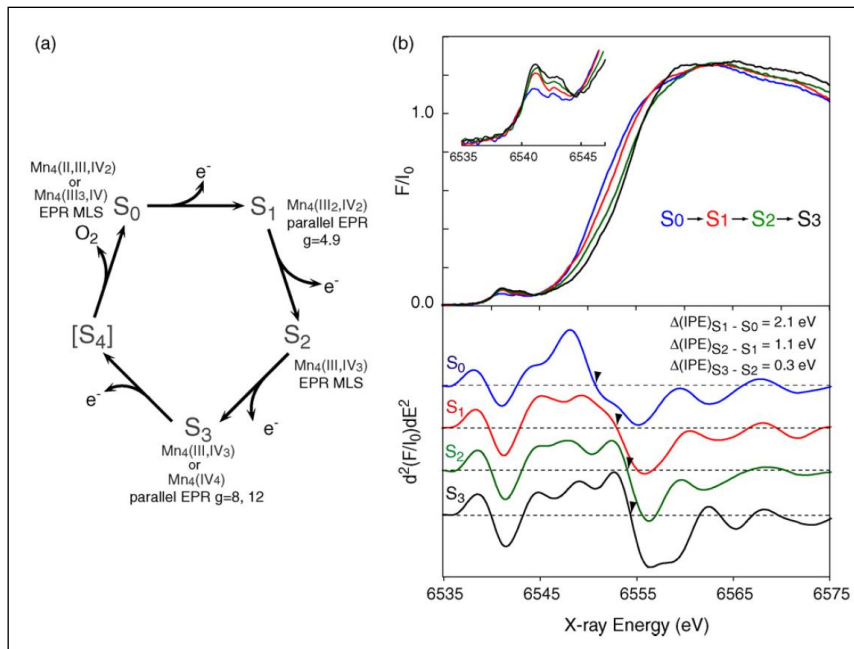 (a)
Mn₄(II,III,IV₂)
or
Mn₄(III₃,IV)
EPR MLS
S₀
e⁻
S₁
Mn₄(III₂,IV₂)
parallel EPR
g=4.9
O₂
e⁻
[S₄]
S₂
Mn₄(III,IV₃)
EPR MLS
e⁻
e⁻
S₃
Mn₄(III,IV₃)
or
Mn₄(IV₄)
parallel EPR g=8, 12
(b)
6535 6540 6545
1.0
F/I₀
S₀→S₁→S₂→S₃
0.0
Δ(IPE)S₁ - S₀ = 2.1 eV
Δ(IPE)S₂ - S₁ = 1.1 eV
Δ(IPE)S₃ - S₂ = 0.3 eV
S₀
S₁
S₂
S₃
d²(F/I₀)dE²
6535 6545 6555 6565 6575
X-ray Energy (eV)